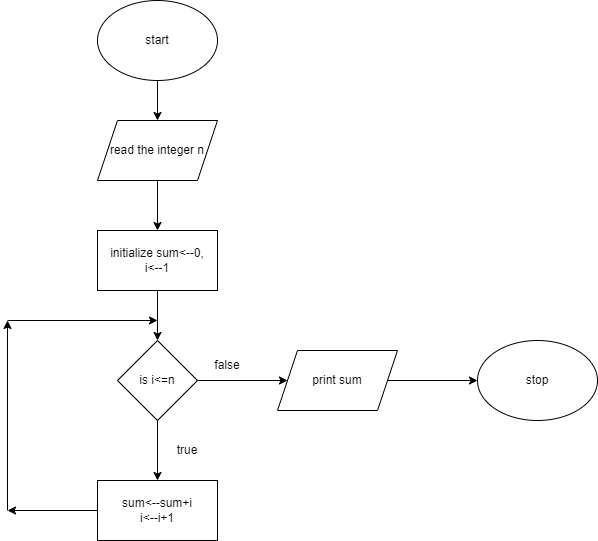 start
read the integer n
initialize sum<--0,
i<--1
is i<=n
false
print sum
stop
true
sum<--sum+i
i<--i+1